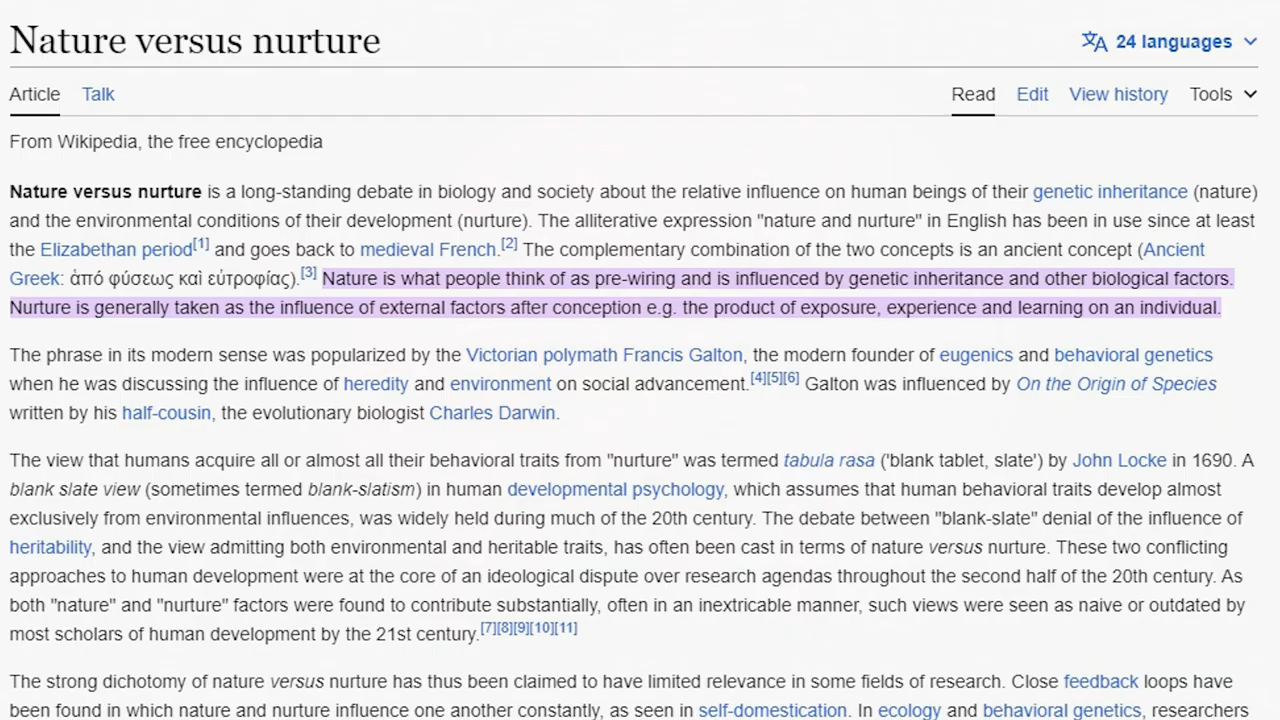 Nature versus nurture
24 languages
Article Talk Read Edit View history Tools
From Wikipedia, the free encyclopedia
Nature versus nurture is a long-standing debate in biology and society about the relative influence on human beings of their genetic inheritance (nature)
and the environmental conditions of their development (nurture). The alliterative expression "nature and nurture" in English has been in use since at least
the Elizabethan period[1] and goes back to medieval French.[2] The complementary combination of the two concepts is an ancient concept (Ancient
Greek: ἁπό φύσεως καὶ εὐτροφίας).[3] Nature is what people think of as pre-wiring and is influenced by genetic inheritance and other biological factors.
Nurture is generally taken as the influence of external factors after conception e.g. the product of exposure, experience and learning on an individual.
The phrase in its modern sense was popularized by the Victorian polymath Francis Galton, the modern founder of eugenics and behavioral genetics
when he was discussing the influence of heredity and environment on social advancement.[4][5][6] Galton was influenced by On the Origin of Species
written by his half-cousin, the evolutionary biologist Charles Darwin.
The view that humans acquire all or almost all their behavioral traits from "nurture" was termed tabula rasa ('blank tablet, slate') by John Locke in 1690. A
blank slate view (sometimes termed blank-slatism) in human developmental psychology, which assumes that human behavioral traits develop almost
exclusively from environmental influences, was widely held during much of the 20th century. The debate between "blank-slate" denial of the influence of
heritability, and the view admitting both environmental and heritable traits, has often been cast in terms of nature versus nurture. These two conflicting
approaches to human development were at the core of an ideological dispute over research agendas throughout the second half of the 20th century. As
both "nature" and "nurture" factors were found to contribute substantially, often in an inextricable manner, such views were seen as naive or outdated by
most scholars of human development by the 21st century.[7][8][9][10][11]
The strong dichotomy of nature versus nurture has thus been claimed to have limited relevance in some fields of research. Close feedback loops have
been found in which nature and nurture influence one another constantly, as seen in self-domestication. In ecology and behavioral genetics, researchers